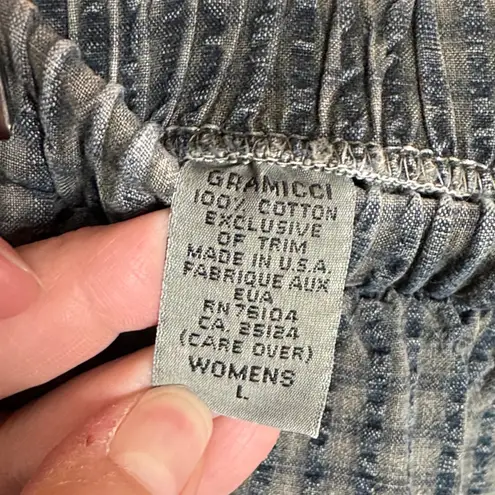 GRAMICCI
100% COTTON
EXCLUSIVE
OF TRIM
MADE IN U.S.A.
FABRIQUE AUX
EUA
RN 76104
CA. 25124
(CARE OVER)
WOMENS
L